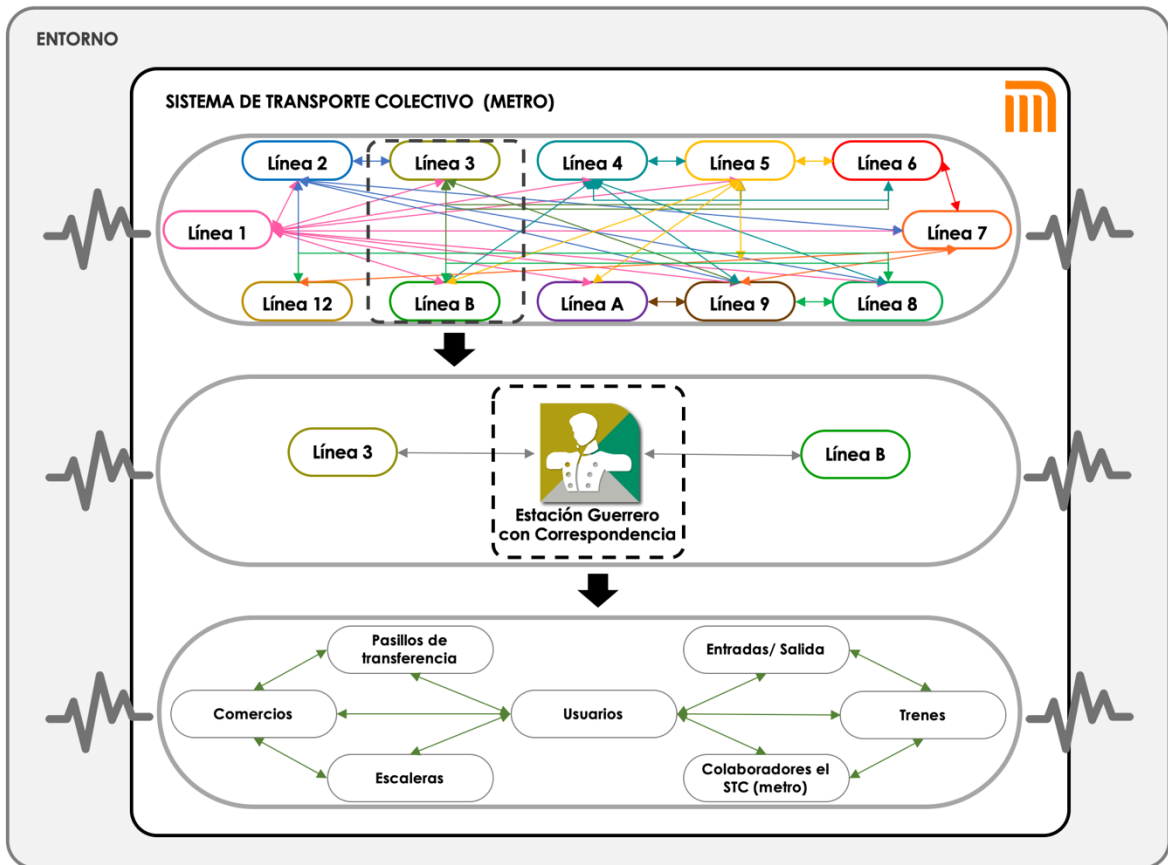 ENTORNO
SISTEMA DE TRANSPORTE COLECTIVO (METRO)
Línea 2
Línea 3
Línea 4
Línea 5
Línea 6
Línea 1
Línea 7
Línea 12
Línea B
Línea A
Línea 9
Línea 8
Línea 3
Línea B
Estación Guerrero
con Correspondencia
Pasillos de
transferencia
Entradas/ Salida
Comercios
Usuarios
Trenes
Escaleras
Colaboradores el
STC (metro)